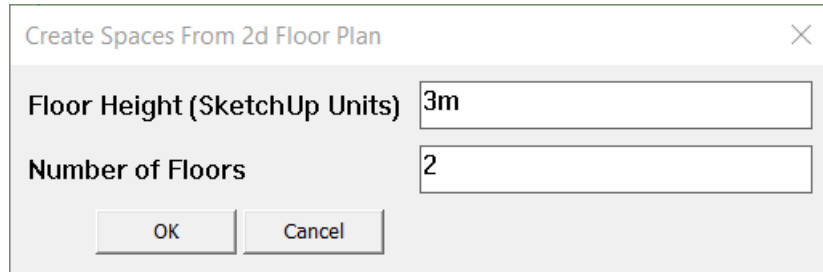 Create Spaces From 2d Floor Plan
Floor Height (SketchUp Units) 3m
Number of Floors 2
OK Cancel